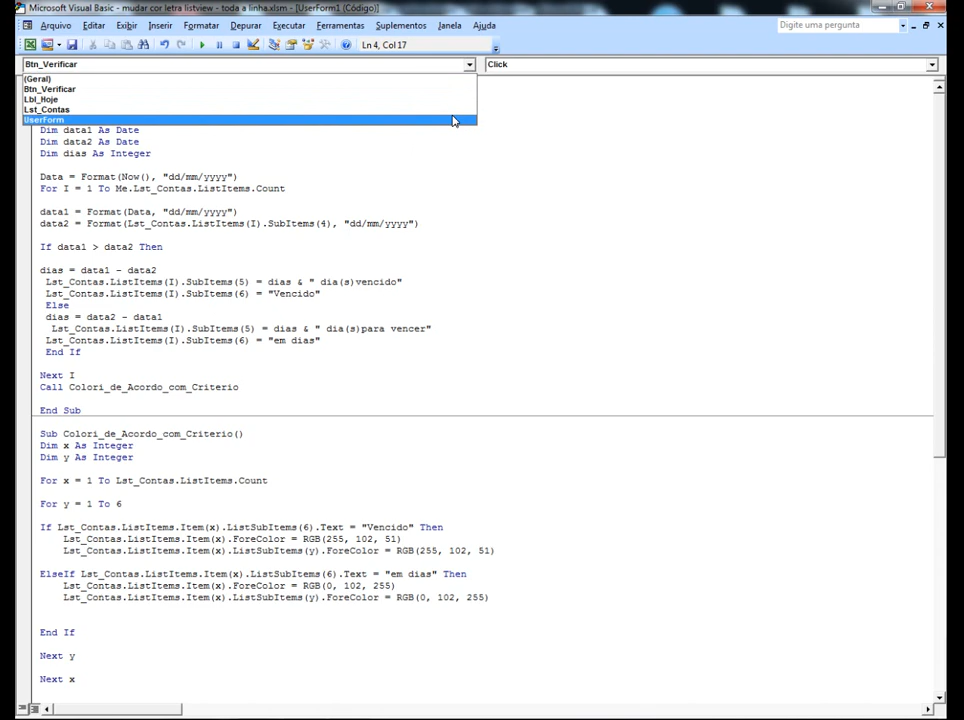 Microsoft Visual Basic - mudar cor letra listview - toda a linha.xlsm - [UserForm1 (Código)]
Arquivo Editar Exibir Inserir Formatar Depurar Executar Ferramentas Suplementos Janela Ajuda Digite uma pergunta
Ln 4, Col 17
Btn_Verificar Click
(Geral)
Btn_Verificar
Lbl_Hoje
Lst_Contas
UserForm
Dim data1 As Date
Dim data2 As Date
Dim dias As Integer
Data = Format(Now(), "dd/mm/yyyy")
For I = 1 To Me.Lst_Contas.ListItems.Count
data1 = Format(Data, "dd/mm/yyyy")
data2 = Format(Lst_Contas.ListItems(I).SubItems(4), "dd/mm/yyyy")
If data1 > data2 Then
dias = data1 - data2
Lst_Contas.ListItems(I).SubItems(5) = dias & " dia(s)vencido"
Lst_Contas.ListItems(I).SubItems(6) = "Vencido"
Else
dias = data2 - data1
Lst_Contas.ListItems(I).SubItems(5) = dias & " dia(s)para vencer"
Lst_Contas.ListItems(I).SubItems(6) = "em dias"
End If
Next I
Call Colori_de_Acordo_com_Criterio
End Sub
Sub Colori_de_Acordo_com_Criterio()
Dim x As Integer
Dim y As Integer
For x = 1 To Lst_Contas.ListItems.Count
For y = 1 To 6
If Lst_Contas.ListItems.Item(x).ListSubItems(6).Text = "Vencido" Then
Lst_Contas.ListItems.Item(x).ForeColor = RGB(255, 102, 51)
Lst_Contas.ListItems.Item(x).ListSubItems(y).ForeColor = RGB(255, 102, 51)
ElseIf Lst_Contas.ListItems.Item(x).ListSubItems(6).Text = "em dias" Then
Lst_Contas.ListItems.Item(x).ForeColor = RGB(0, 102, 255)
Lst_Contas.ListItems.Item(x).ListSubItems(y).ForeColor = RGB(0, 102, 255)
End If
Next y
Next x